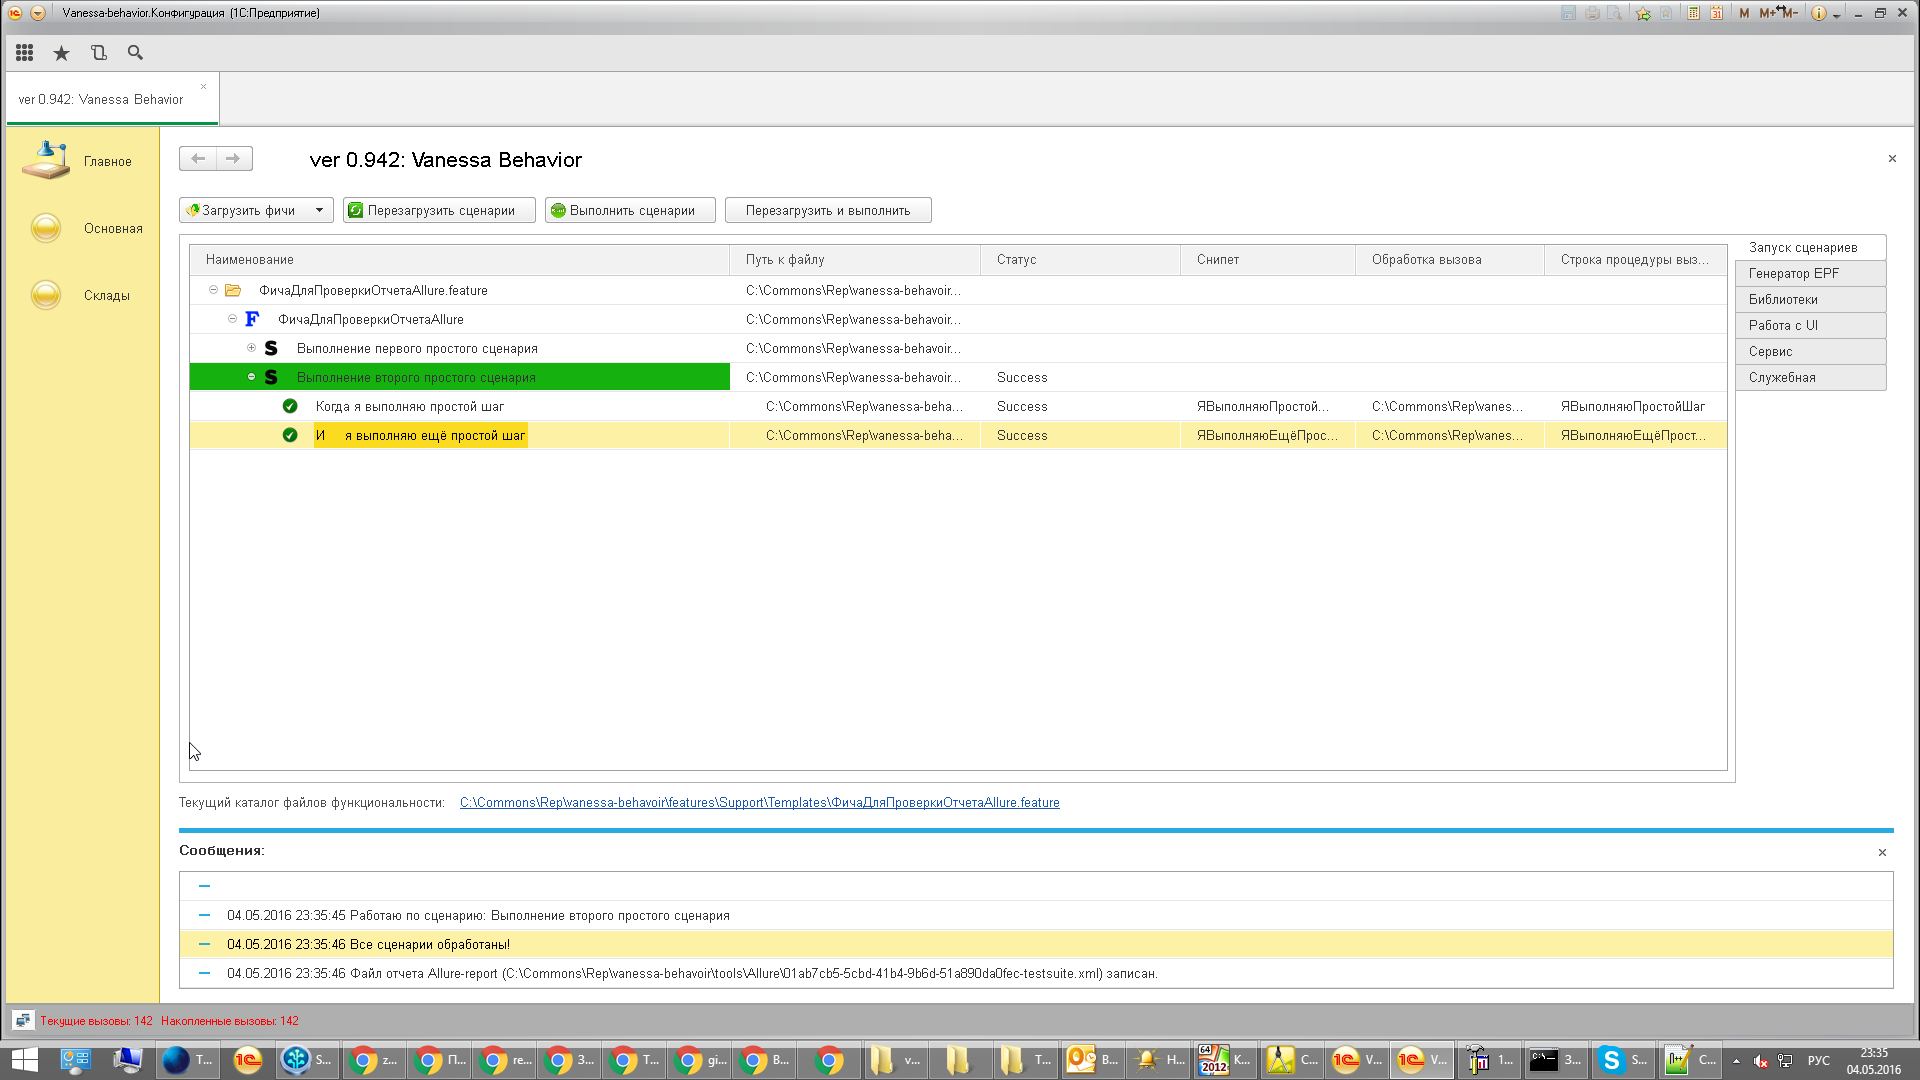 Vanessa-behavior.Конфигурация (1С:Предприятие)
M M+ M-
ver 0.942: Vanessa Behavior
Главное
Основная
Склады
ver 0.942: Vanessa Behavior
Загрузить фичи
Перезагрузить сценарии
Выполнить сценарии
Перезагрузить и выполнить
Наименование Путь к файлу Статус Снипет Обработка вызова Строка процедуры выз...
ФичаДляПроверкиОтчетаAllure.feature C:\Commons\Rep\vanessa-behavoir...
F ФичаДляПроверкиОтчетаAllure C:\Commons\Rep\vanessa-behavoir...
S Выполнение первого простого сценария C:\Commons\Rep\vanessa-behavoir...
S Выполнение второго простого сценария C:\Commons\Rep\vanessa-behavoir... Success
Когда я выполняю простой шаг C:\Commons\Rep\vanessa-beha... Success ЯВыполняюПростой... C:\Commons\Rep\vanes... ЯВыполняюПростойШаг
И я выполняю ещё простой шаг C:\Commons\Rep\vanessa-beha... Success ЯВыполняюЕщёПрос... C:\Commons\Rep\vanes... ЯВыполняюЕщёПрост...
Запуск сценариев
Генератор EPF
Библиотеки
Работа с UI
Сервис
Служебная
Текущий каталог файлов функциональности: C:\Commons\Rep\vanessa-behavoir\features\Support\Templates\ФичаДляПроверкиОтчетаAllure.feature
Сообщения:
04.05.2016 23:35:45 Работаю по сценарию: Выполнение второго простого сценария
04.05.2016 23:35:46 Все сценарии обработаны!
04.05.2016 23:35:46 Файл отчета Allure-report (C:\Commons\Rep\vanessa-behavoir\tools\Allure\01ab7cb5-5cbd-41b4-9b6d-51a890da0fec-testsuite.xml) записан.
Текущие вызовы: 142 Накопленные вызовы: 142
T... S... z... П... re... З... T... gi... В... v... T... В... Н... К... С... V... V... 1... З... S... С... РУС
23:35
04.05.2016